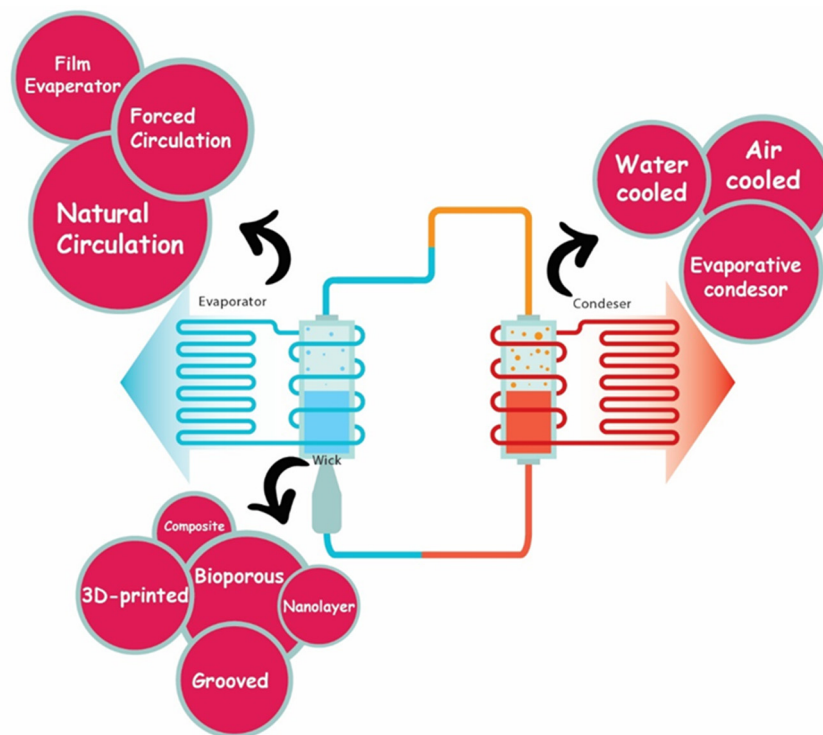 Film
Evaperator
Forced
Circulation
Natural
Circulation
Water
cooled
Air
cooled
Evaporative
condesor
Evaporator
Condeser
Wick
Composite
Bioporous
3D-printed
Nanolayer
Grooved